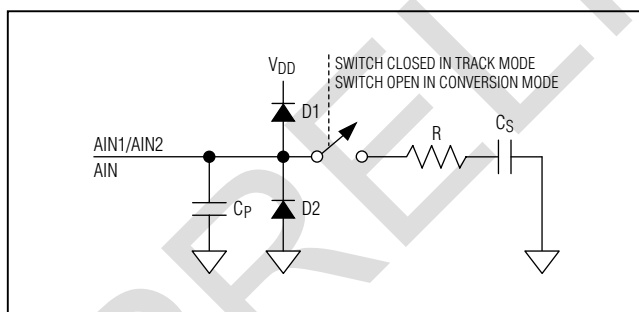 SWITCH CLOSED IN TRACK MODE
SWITCH OPEN IN CONVERSION MODE
VDD
D1
AIN1/AIN2
AIN
R
CS
CP
D2